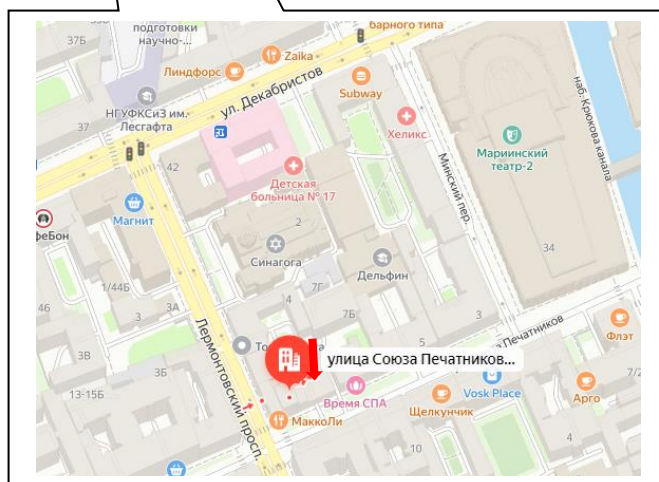 37Б
подготовки
научно-...
барного типа
Zaika
Линдфорс
ул. Декабристов
Subway
НГУФКСиЗ им.
Лесгафта
37
Хеликс
наб. Крюкова канала
Мариинский
театр-2
Минский пер.
42
Детская
больница № 17
Магнит
феБон
2
Синагога
Дельфин
34
1/44Б
7Г
46
3А
4
7Б
5
3
Лермонтовский просп.
Печатников
Флэт
улица Союза Печатников...
3В
3Б
13-15Б
Время СПА
Vosk Place
7/2
Щелкунчик
Арго
МаккоЛи
10
4